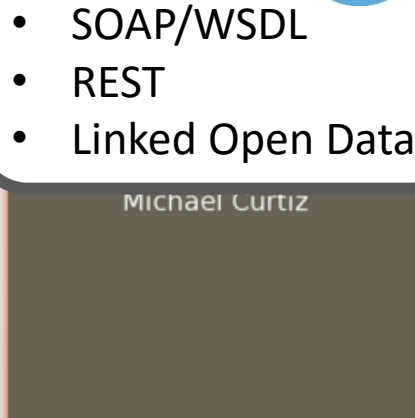 • SOAP/WSDL
• REST
• Linked Open Data
Michael Curtiz